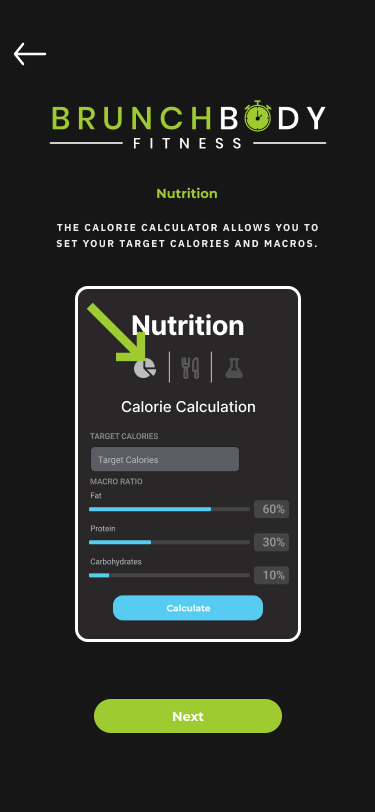 BRUNCHBODY
FITNESS
Nutrition
THE CALORIE CALCULATOR ALLOWS YOU TO
SET YOUR TARGET CALORIES AND MACROS.
Nutrition
Calorie Calculation
TARGET CALORIES
Target Calories
MACRO RATIO
Fat
60%
Protein
30%
Carbohydrates
10%
Calculate
Next